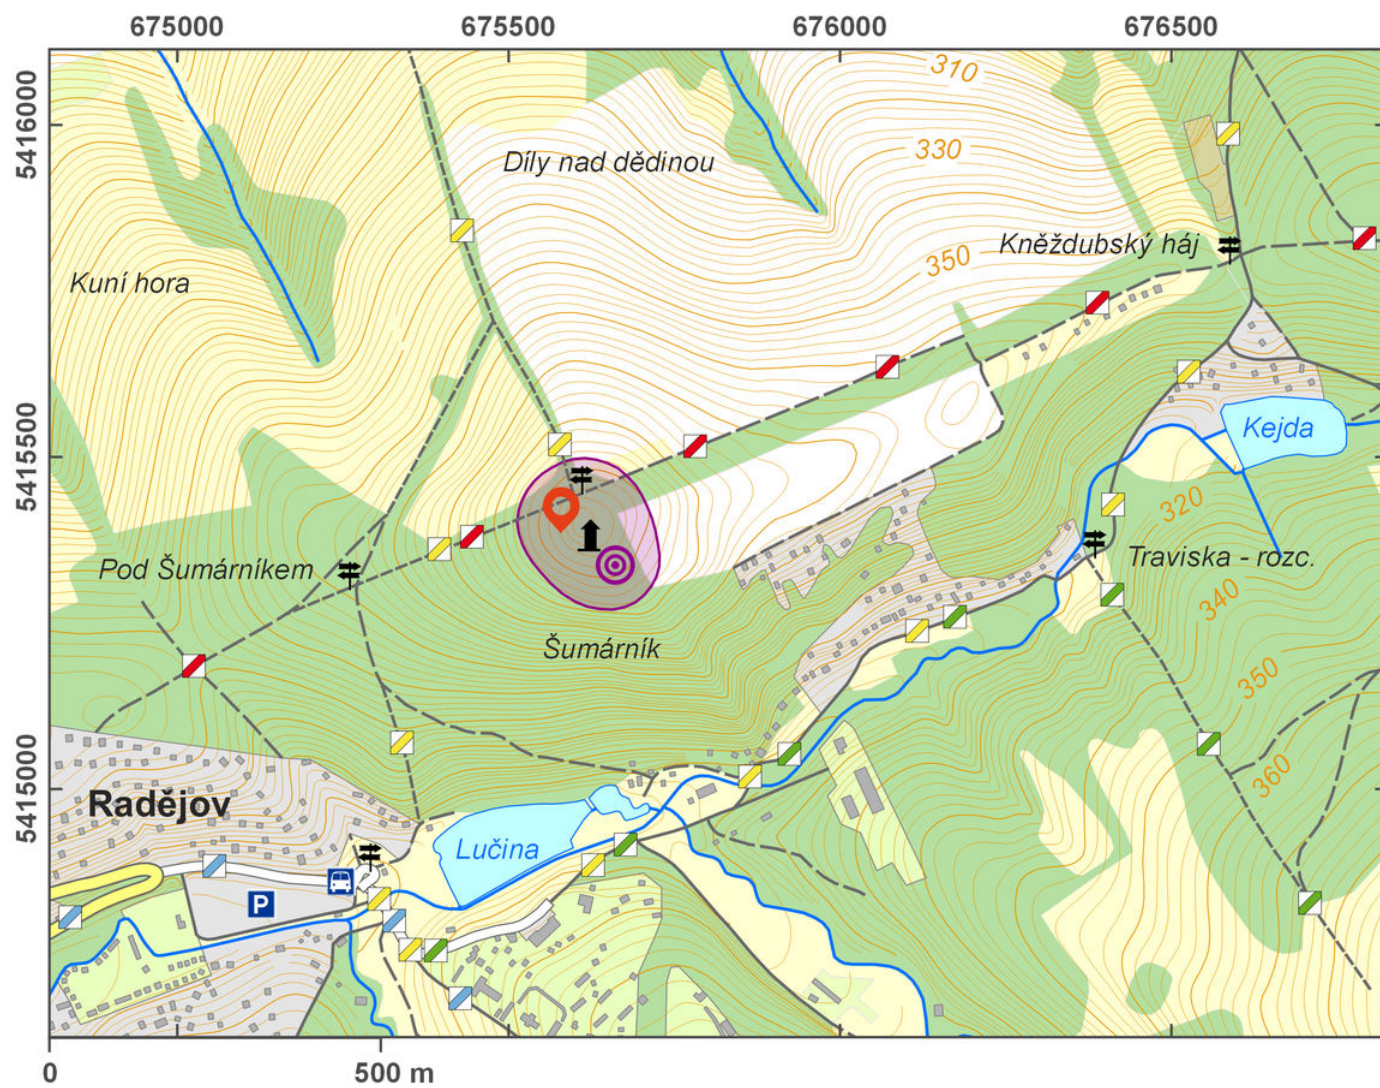 675000 675500 676000 676500
5416000
310
330
Díly nad dědinou
Kněždubský háj
350
Kuní hora
5415500
Kejda
320
Pod Šumárníkem
Traviska - rozc.
340
Šumárník
350
5415000
360
Radějov
Lučina
P
0 500 m